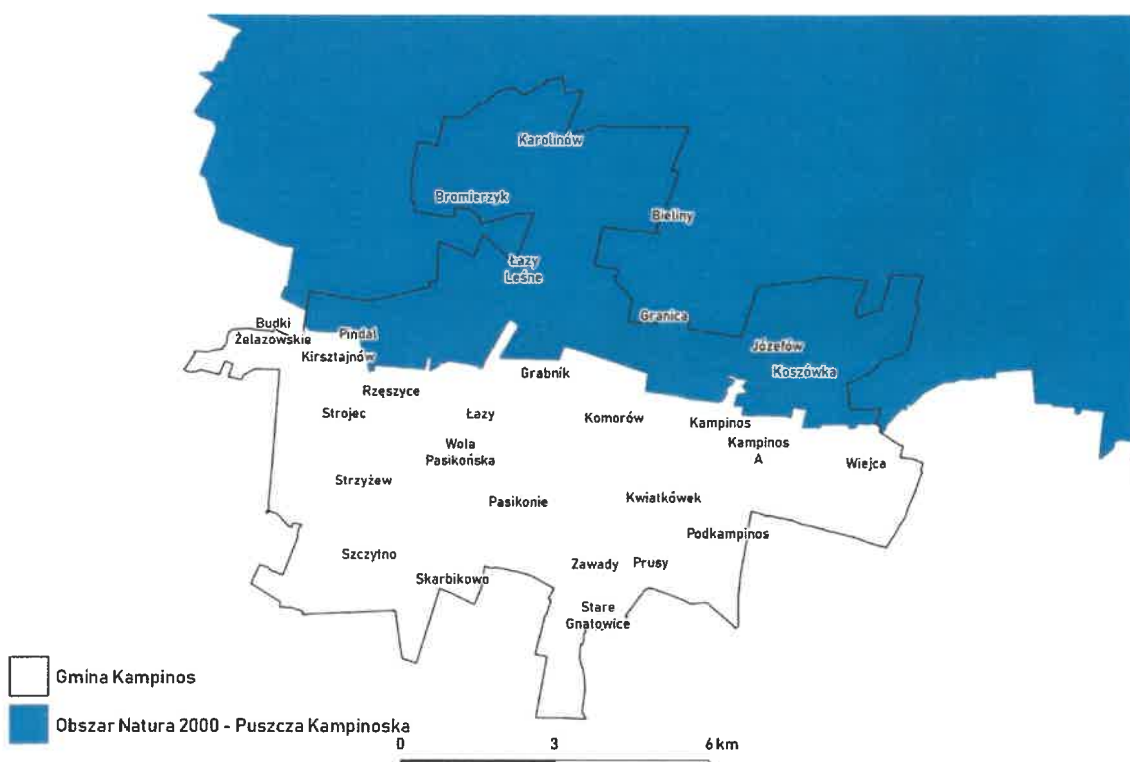 Karolinów
Bromierzyk
Bieliny
Łazy
Leśne
Granica
Budki
Żelazowskie
Pindal
Kirsztajnów
Józefów
Koszówka
Grabnik
Rzęszyce
Strojec
Łazy
Komorów
Kampinos
Kampinos
A
Wola
Pasikońska
Wiejca
Strzyżew
Pasikonie
Kwiatkówek
Podkampinos
Szczytno
Skarbikowo
Zawady
Prusy
Stare
Gnatowice
Gmina Kampinos
Obszar Natura 2000 - Puszcza Kampinoska
0 3 6 km